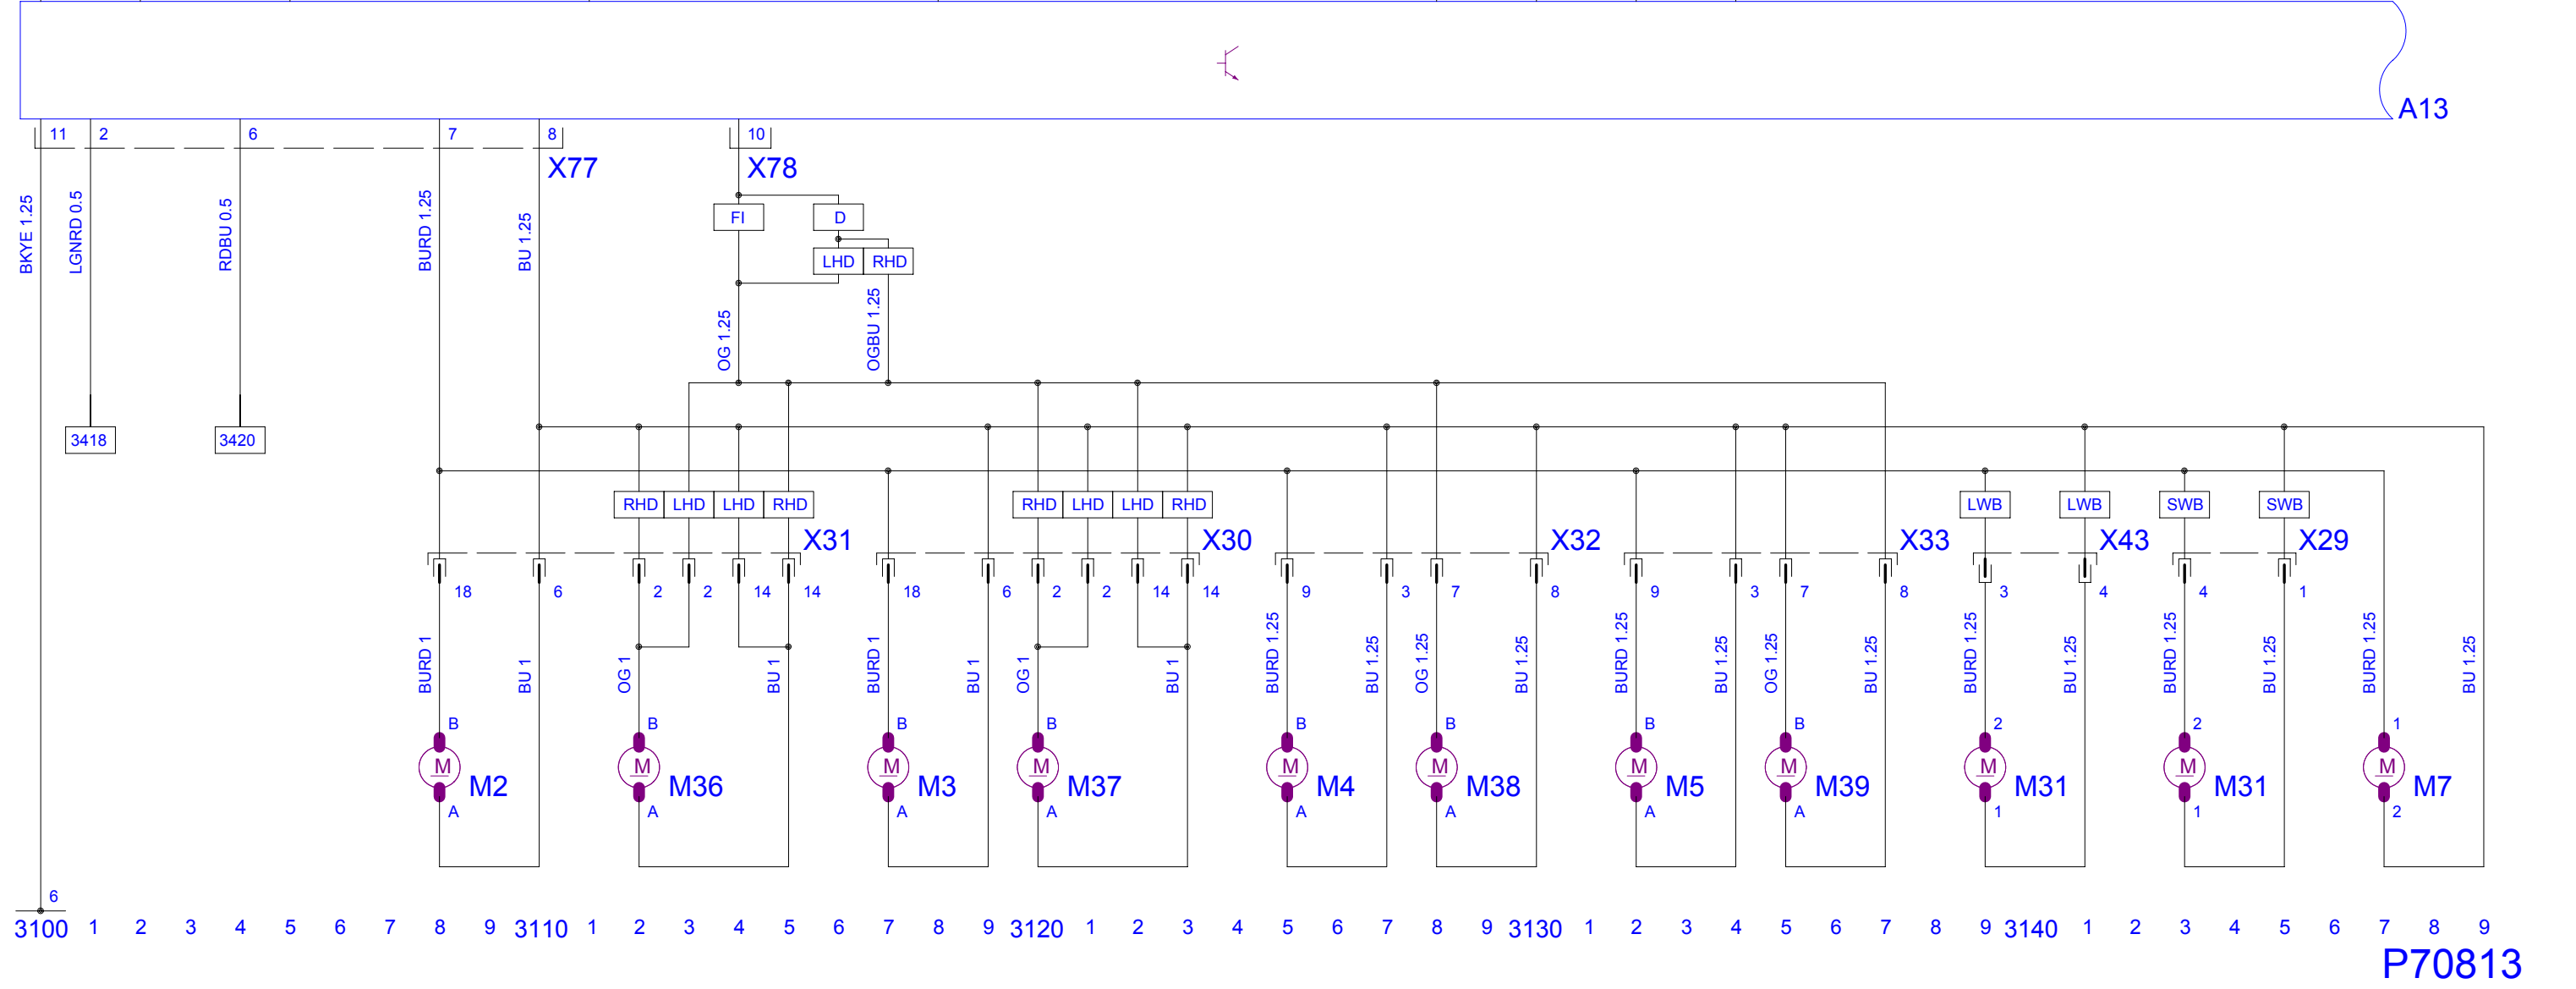 A13
11 2 6 7 8 10
X77 X78
BKYE 1.25 LGNRD 0.5 RDBU 0.5 BURD 1.25 BU 1.25
FI D
LHD RHD
OG 1.25 OGBU 1.25
3418 3420
RHD LHD LHD RHD RHD LHD LHD RHD LWB LWB SWB SWB
X31 X30 X32 X33 X43 X29
18 6 2 2 14 14 18 6 2 2 14 14 9 3 7 8 9 3 7 8 3 4 4 1
BURD 1 BU 1 OG 1 BU 1 BURD 1 BU 1 OG 1 BU 1 BURD 1.25 BU 1.25 OG 1.25 BU 1.25 BURD 1.25 BU 1.25 OG 1.25 BU 1.25 BURD 1.25 BU 1.25 BURD 1.25 BU 1.25 BURD 1.25 BU 1.25
B B B B B B B B 2 2 1
M M M M M M M M M M M
M2 M36 M3 M37 M4 M38 M5 M39 M31 M31 M7
A A A A A A A A 1 1 2
6
3100 1 2 3 4 5 6 7 8 9 3110 1 2 3 4 5 6 7 8 9 3120 1 2 3 4 5 6 7 8 9 3130 1 2 3 4 5 6 7 8 9 3140 1 2 3 4 5 6 7 8 9
P70813